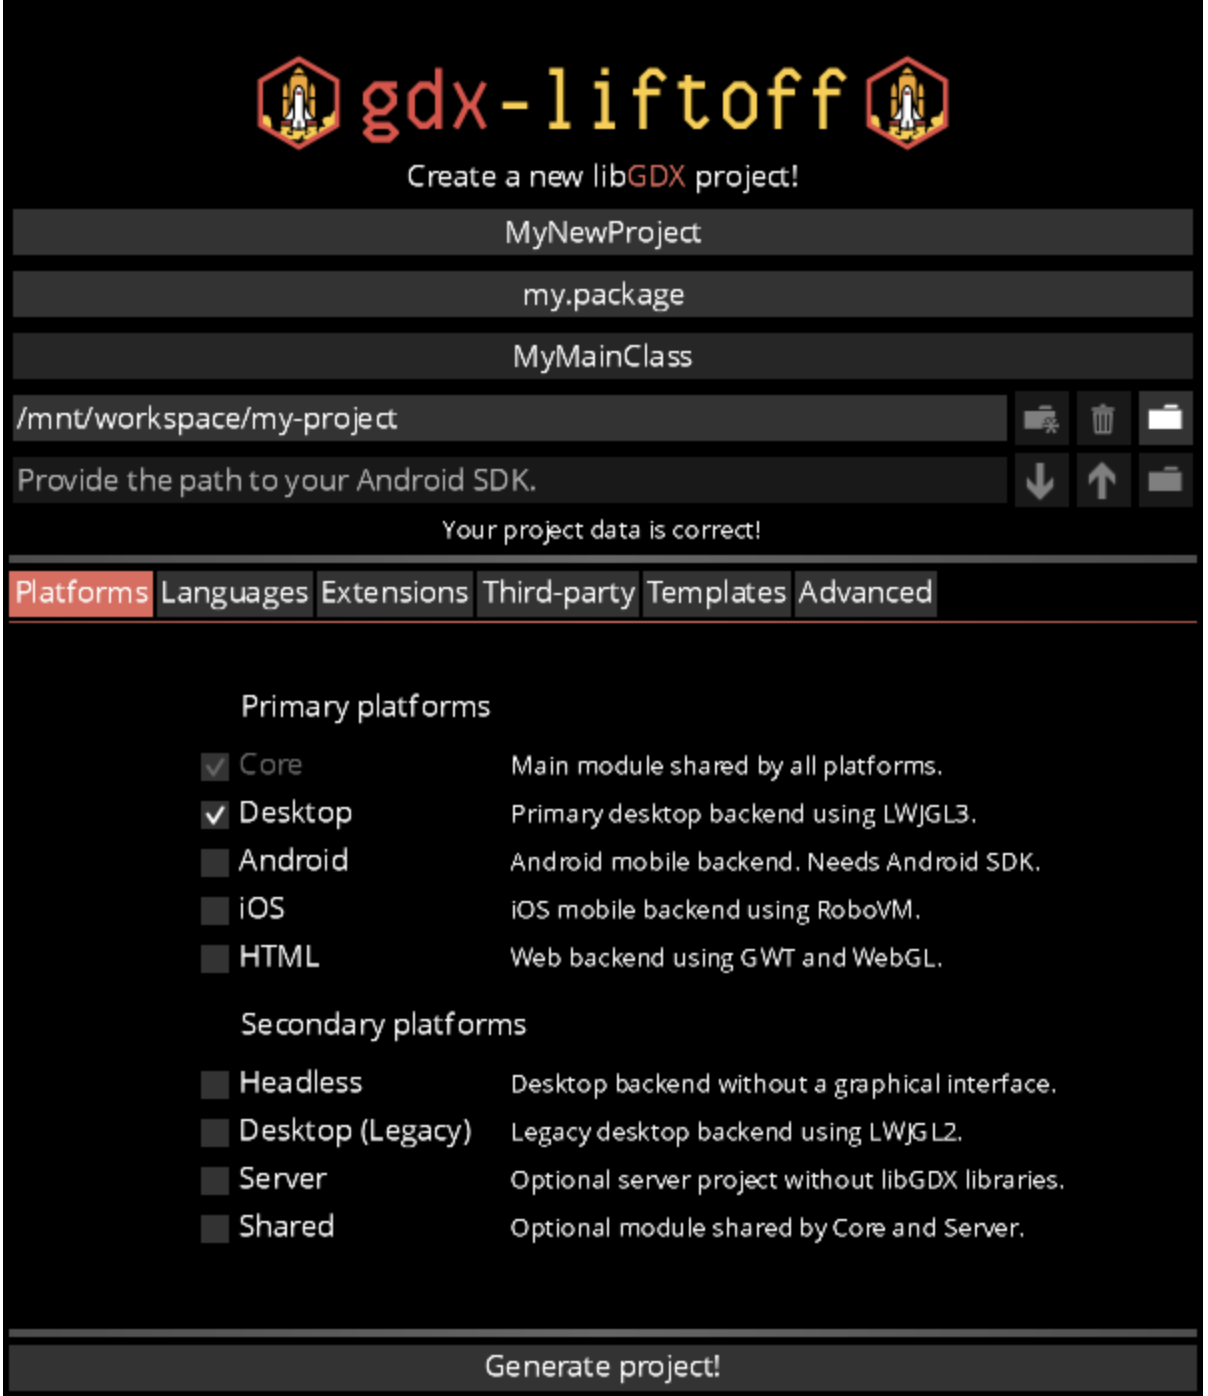 gdx-liftoff
Create a new libGDX project!
MyNewProject
my.package
MyMainClass
/mnt/workspace/my-project
Provide the path to your Android SDK.
Your project data is correct!
Platforms Languages Extensions Third-party Templates Advanced
Primary platforms
Core Main module shared by all platforms.
Desktop Primary desktop backend using LWJGL3.
Android Android mobile backend. Needs Android SDK.
iOS iOS mobile backend using RoboVM.
HTML Web backend using GWT and WebGL.
Secondary platforms
Headless Desktop backend without a graphical interface.
Desktop (Legacy) Legacy desktop backend using LWJGL2.
Server Optional server project without libGDX libraries.
Shared Optional module shared by Core and Server.
Generate project!